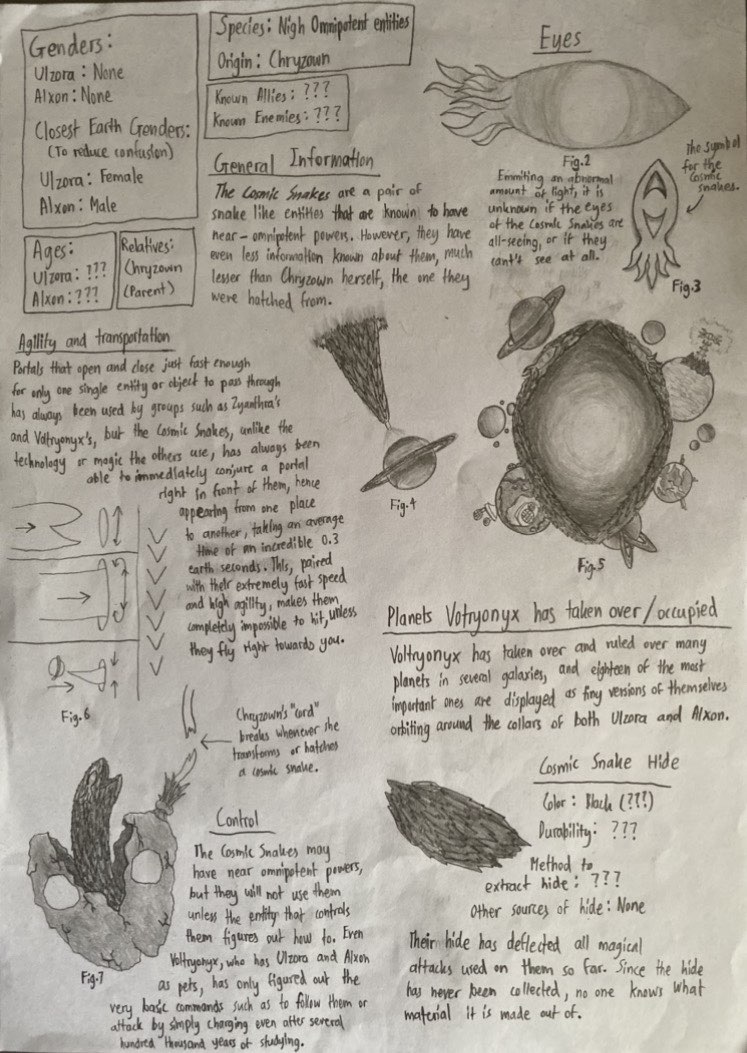 Genders:
Ulzora: None
Alxon: None
Closest Earth Genders:
(To reduce confusion)
Ulzora: Female
Alxon: Male
Species: Nigh Omnipotent entities
Origin: Chryzown
Known Allies: ???
Known Enemies: ???
Ages:
Ulzora: ???
Alxon: ???
Relatives:
Chryzown
(Parent)
General Information
The Cosmic Snakes are a pair of
snake like entities that are known to have
near-omnipotent powers. However, they have
even less information known about them, much
lesser than Chryzown herself, the one they
were hatched from.
Eyes
Fig.2
Emmiting an abnormal
amount of light, it is
unknown if the eyes
of the Cosmic Snakes are
all-seeing, or if they
cant's see at all.
The symbol
for the
Cosmic
snakes.
Fig.3
Agility and transportation
Portals that open and close just fast enough
for only one single entity or object to pass through
has always been used by groups such as Zyanthra's
and Voltryonyx's, but the Cosmic Snakes, unlike the
technology or magic the others use, has always been
able to immediately conjure a portal
right in front of them, hence
appearing from one place
to another, taking an average
time of an incredible 0.3
earth seconds. This, paired
with their extremely fast speed
and high agility, makes them
completely impossible to hit, unless
they fly right towards you.
Fig.6
Fig.4
Fig.5
Planets Votryonyx has taken over/occupied
Voltryonyx has taken over and ruled over many
planets in several galaxies, and eighteen of the most
important ones are displayed as tiny versions of themselves
orbiting around the collars of both Ulzora and Alxon.
Chryzown's "cord"
breaks whenever she
transforms or hatches
a cosmic snake.
Fig.7
Control
The Cosmic Snakes may
have near omnipotent powers,
but they will not use them
unless the entity that controls
them figures out how to. Even
Voltryonyx, who has Ulzora and Alxon
as pets, has only figured out the
very basic commands such as to follow them or
attack by simply charging even after several
hundred thousand years of studying.
Cosmic Snake Hide
Color: Black (???)
Durability: ???
Method to
extract hide: ???
Other sources of hide: None
Their hide has deflected all magical
attacks used on them so far. Since the hide
has never been collected, no one knows what
material it is made out of.